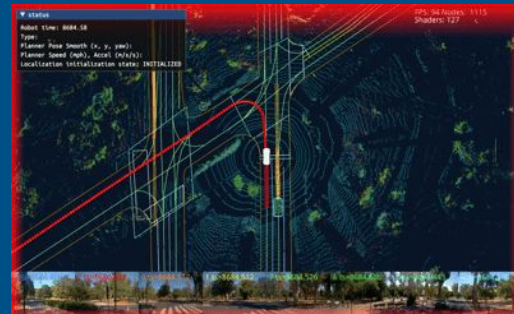 ▼ status
Robot time: 8684.58
Type:
Planner Pose Smooth (x, y, yaw):
Planner Speed (mph), Accel (m/s/s):
Localization initialization state: INITIALIZED
FPS: 94 Nodes: 1115
Shaders: 127